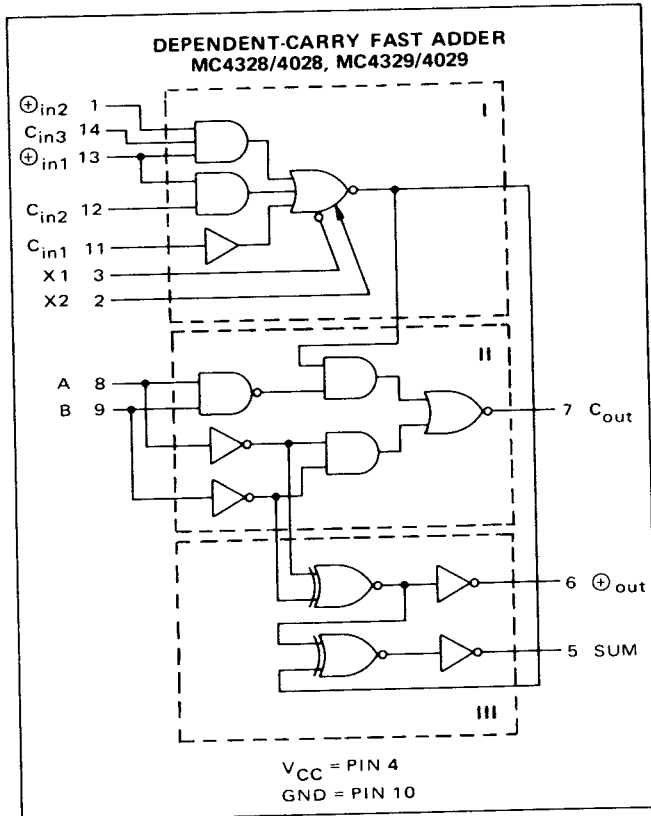 DEPENDENT-CARRY FAST ADDER
MC4328/4028, MC4329/4029
⊕in2 1
Cin3 14
⊕in1 13
Cin2 12
Cin1 11
X1 3
X2 2
I
A 8
B 9
II
7 Cout
6 ⊕out
5 SUM
III
VCC = PIN 4
GND = PIN 10